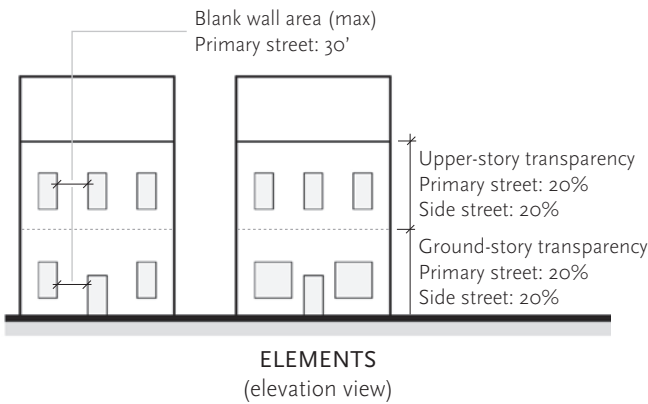 Blank wall area (max)
Primary street: 30’
Upper-story transparency
Primary street: 20%
Side street: 20%
Ground-story transparency
Primary street: 20%
Side street: 20%
ELEMENTS
(elevation view)